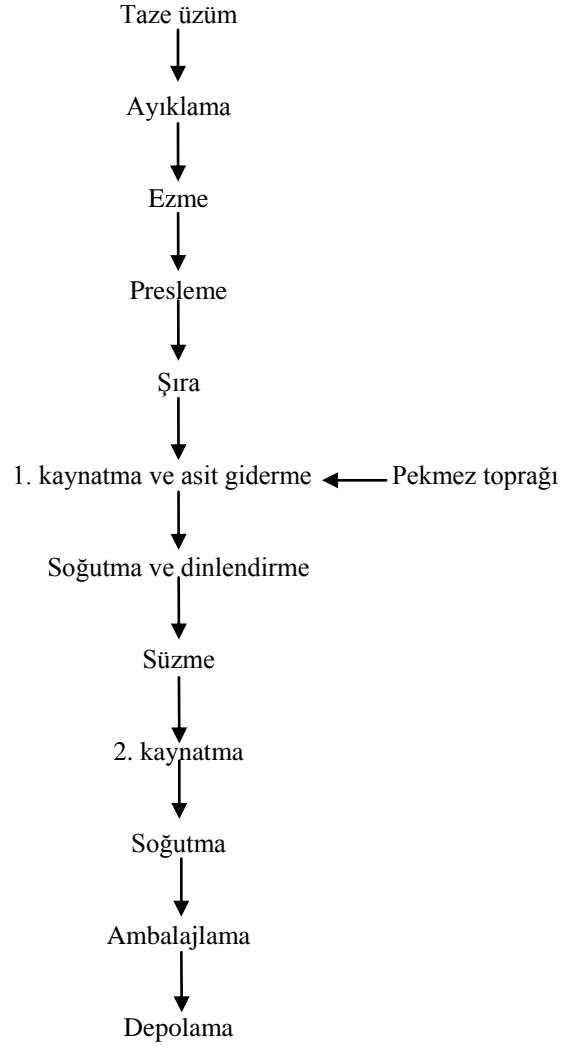 Taze üzüm
Ayıklama
Ezme
Presleme
Şıra
1. kaynatma ve asit giderme Pekmez toprağı
Soğutma ve dinlendirme
Süzme
2. kaynatma
Soğutma
Ambalajlama
Depolama